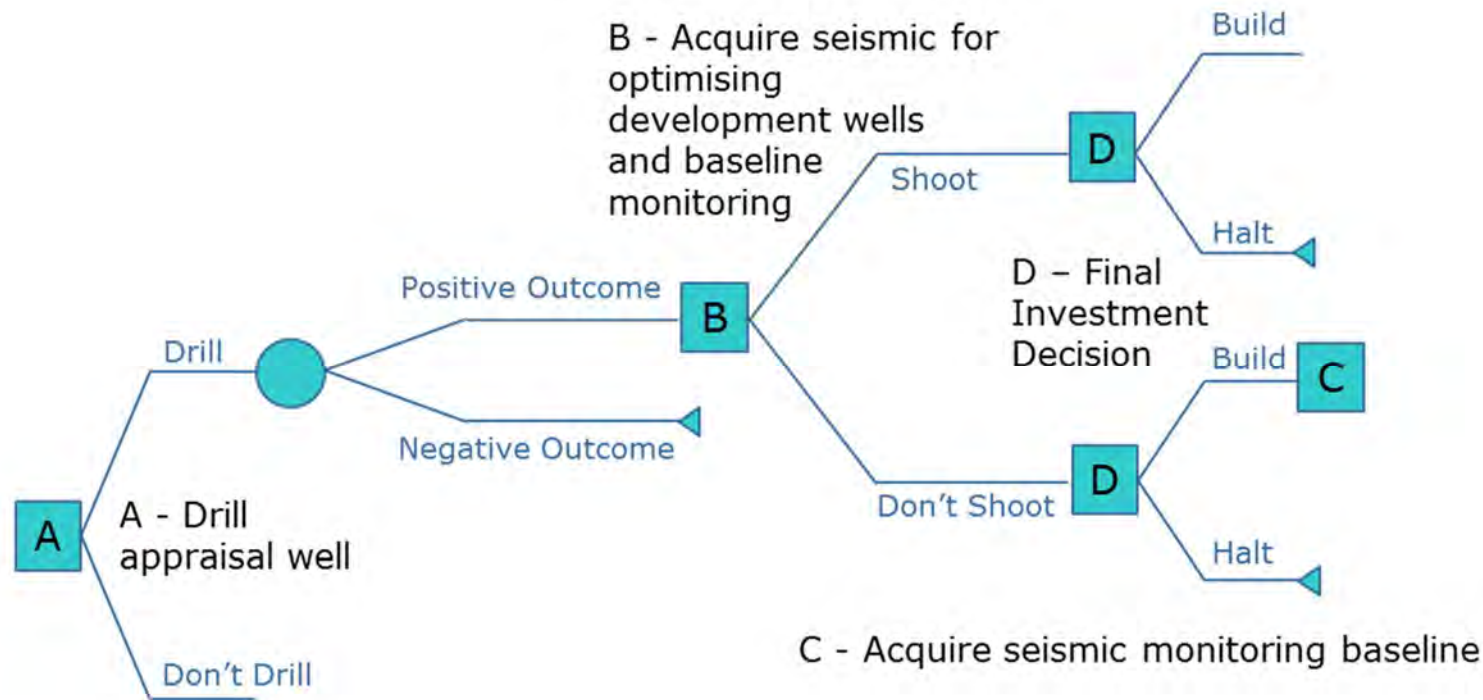 Build
B - Acquire seismic for
optimising
development wells
and baseline
monitoring
D
Shoot
Halt
D – Final
Investment
Decision
Positive Outcome
B
Drill
Build
C
Negative Outcome
D
Don't Shoot
A
A - Drill
appraisal well
Halt
C - Acquire seismic monitoring baseline
Don't Drill